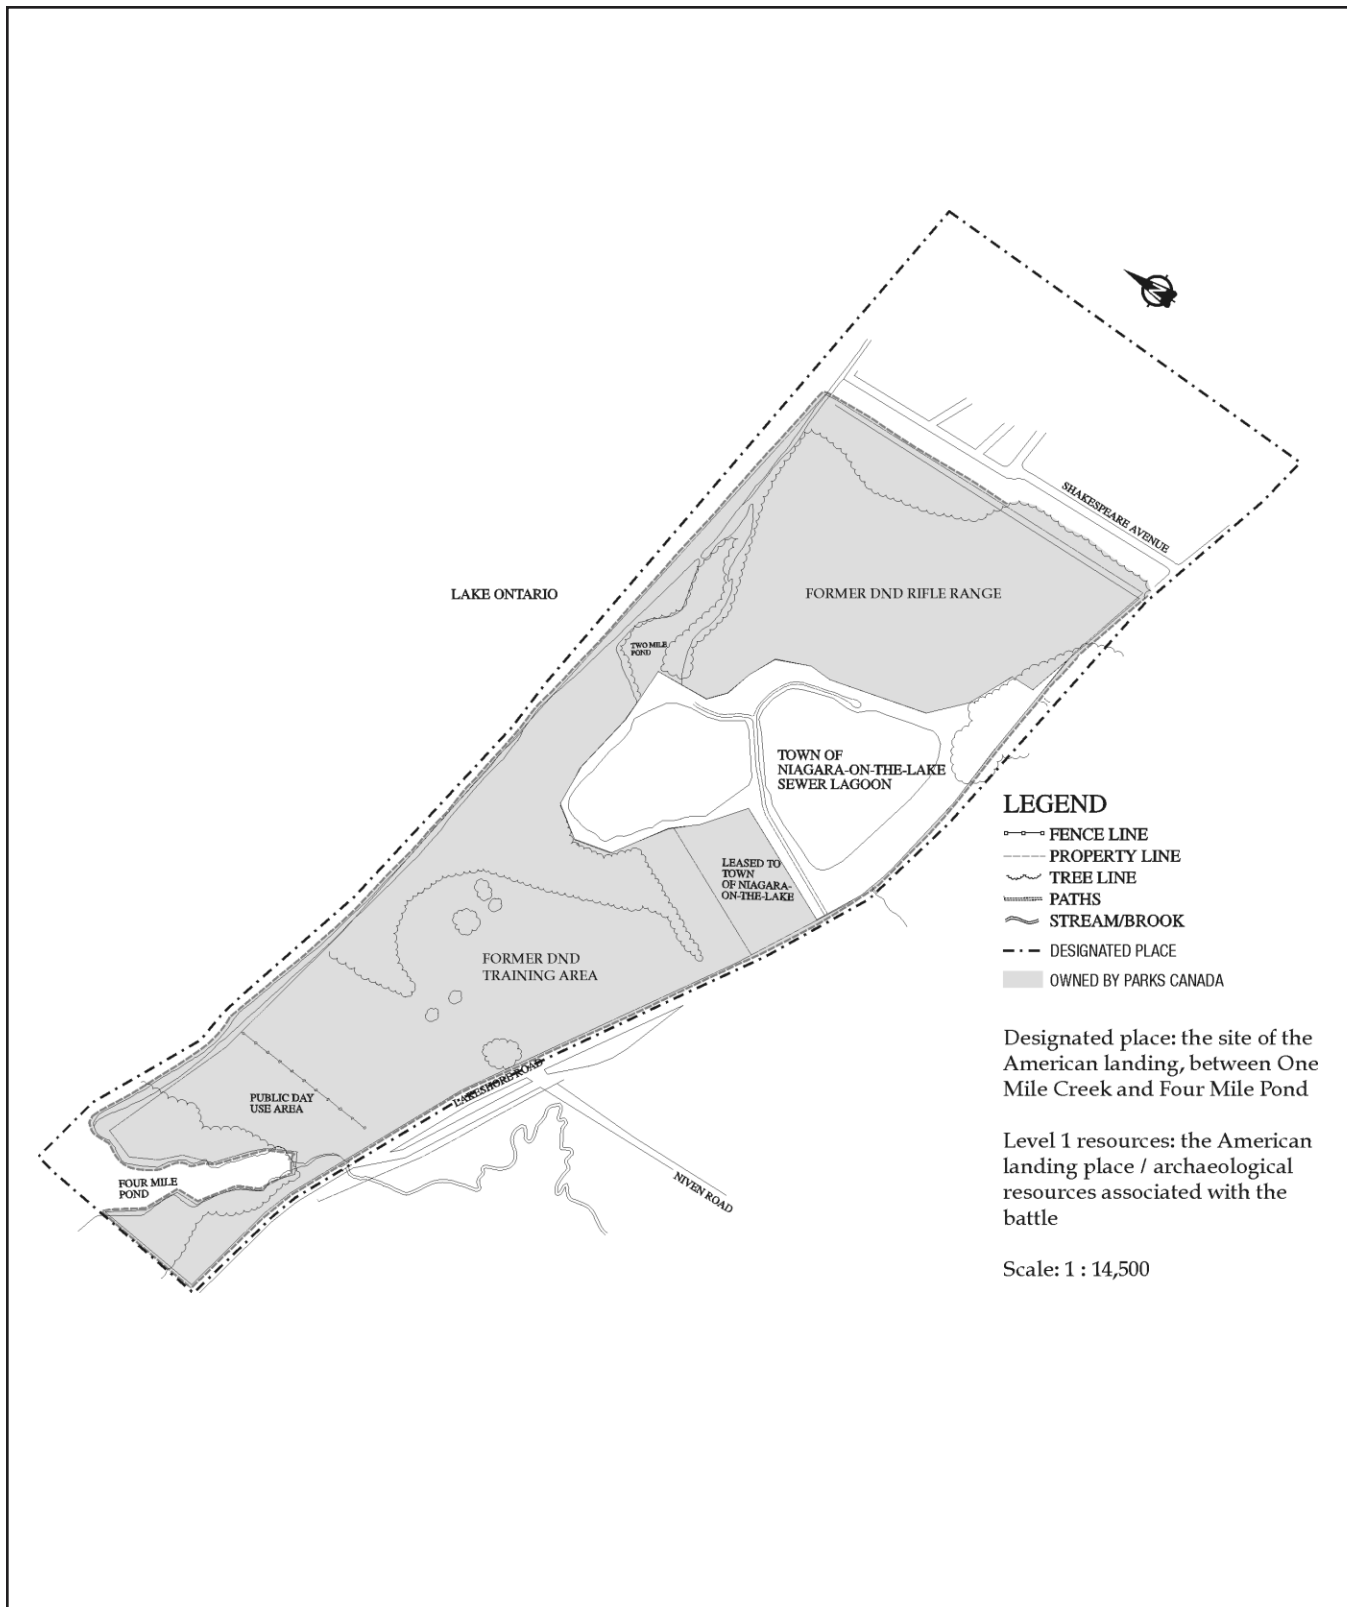 N
SHAKESPEARE AVENUE
LAKE ONTARIO
FORMER DND RIFLE RANGE
TWO MILE
POND
TOWN OF
NIAGARA-ON-THE-LAKE
SEWER LAGOON
LEASED TO
TOWN
OF NIAGARA-
ON-THE-LAKE
FORMER DND
TRAINING AREA
PUBLIC DAY
USE AREA
LAKESHORE ROAD
FOUR MILE
POND
NIVEN ROAD
LEGEND
FENCE LINE
PROPERTY LINE
TREE LINE
PATHS
STREAM/BROOK
DESIGNATED PLACE
OWNED BY PARKS CANADA
Designated place: the site of the
American landing, between One
Mile Creek and Four Mile Pond
Level 1 resources: the American
landing place / archaeological
resources associated with the
battle
Scale: 1 : 14,500